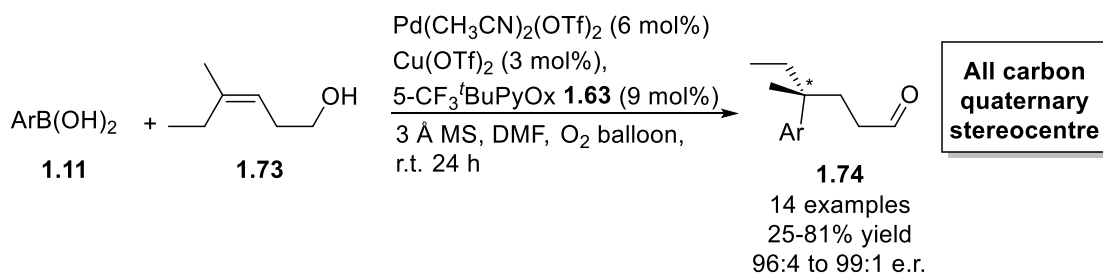 Pd(CH3CN)2(OTf)2 (6 mol%)
Cu(OTf)2 (3 mol%),
5-CF3tBuPyOx 1.63 (9 mol%)
3 Å MS, DMF, O2 balloon,
r.t. 24 h
ArB(OH)2
+
OH
1.11
1.73
*
O
Ar
1.74
14 examples
25-81% yield
96:4 to 99:1 e.r.
All carbon
quaternary
stereocentre